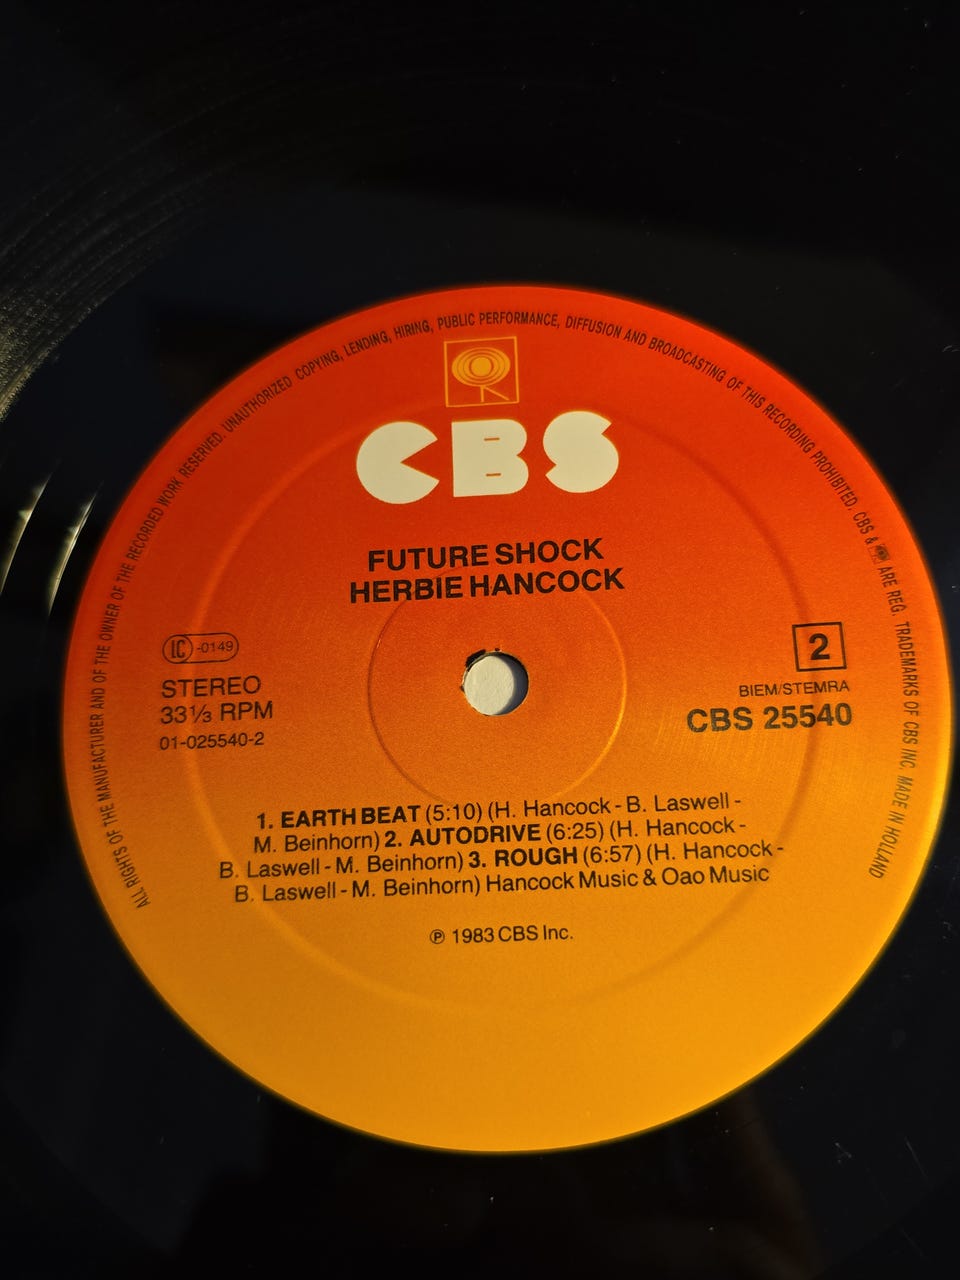 ALL RIGHTS OF THE MANUFACTURER AND OF THE OWNER OF THE RECORDED WORK RESERVED. UNAUTHORIZED COPYING, LENDING, HIRING, PUBLIC PERFORMANCE, DIFFUSION AND BROADCASTING OF THIS RECORDING PROHIBITED. CBS & ARE REG. TRADEMARKS OF CBS INC. MADE IN HOLLAND
CBS
FUTURE SHOCK
HERBIE HANCOCK
LC -0149
STEREO
33 1/3 RPM
01-025540-2
2
BIEM/STEMRA
CBS 25540
1. EARTH BEAT (5:10) (H. Hancock - B. Laswell -
M. Beinhorn) 2. AUTODRIVE (6:25) (H. Hancock -
B. Laswell - M. Beinhorn) 3. ROUGH (6:57) (H. Hancock -
B. Laswell - M. Beinhorn) Hancock Music & Oao Music
℗ 1983 CBS Inc.